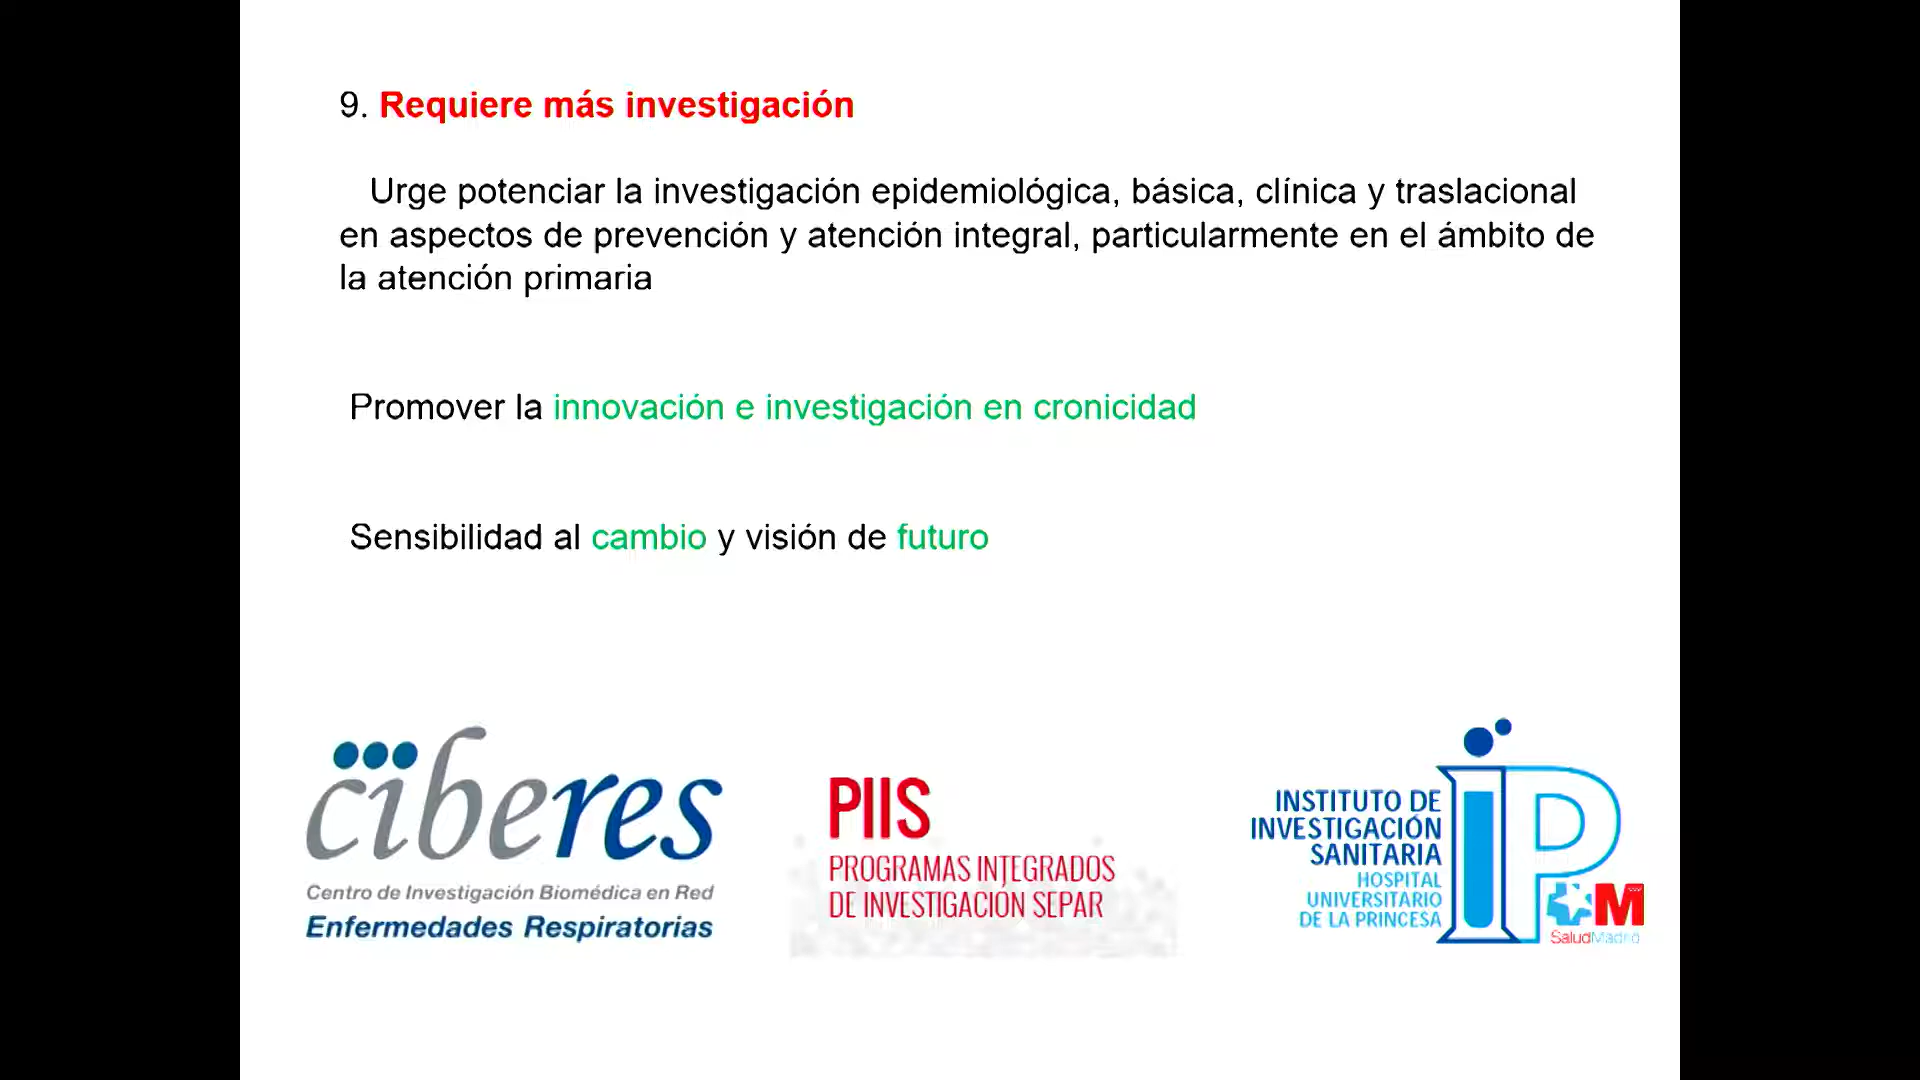 9. Requiere más investigación
Urge potenciar la investigación epidemiológica, básica, clínica y traslacional
en aspectos de prevención y atención integral, particularmente en el ámbito de
la atención primaria
Promover la innovación e investigación en cronicidad
Sensibilidad al cambio y visión de futuro
ciberes
Centro de Investigación Biomédica en Red
Enfermedades Respiratorias
PIIS
PROGRAMAS INTEGRADOS
DE INVESTIGACIÓN SEPAR
INSTITUTO DE
INVESTIGACIÓN
SANITARIA
HOSPITAL
UNIVERSITARIO
DE LA PRINCESA
iP
M
SaludMadrid